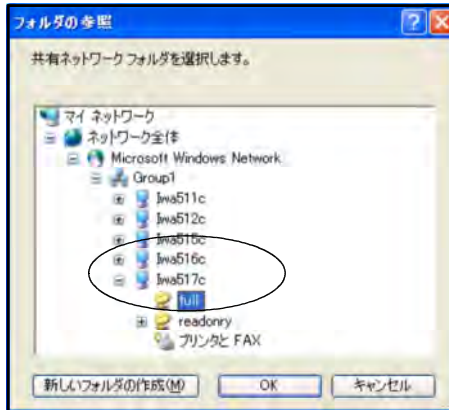 フォルダの参照
共有ネットワーク フォルダを選択します。
マイ ネットワーク
ネットワーク全体
Microsoft Windows Network
Group1
Iwa511c
Iwa512c
Iwa515c
Iwa516c
Iwa517c
full
readonry
プリンタと FAX
新しいフォルダの作成(M)
OK
キャンセル